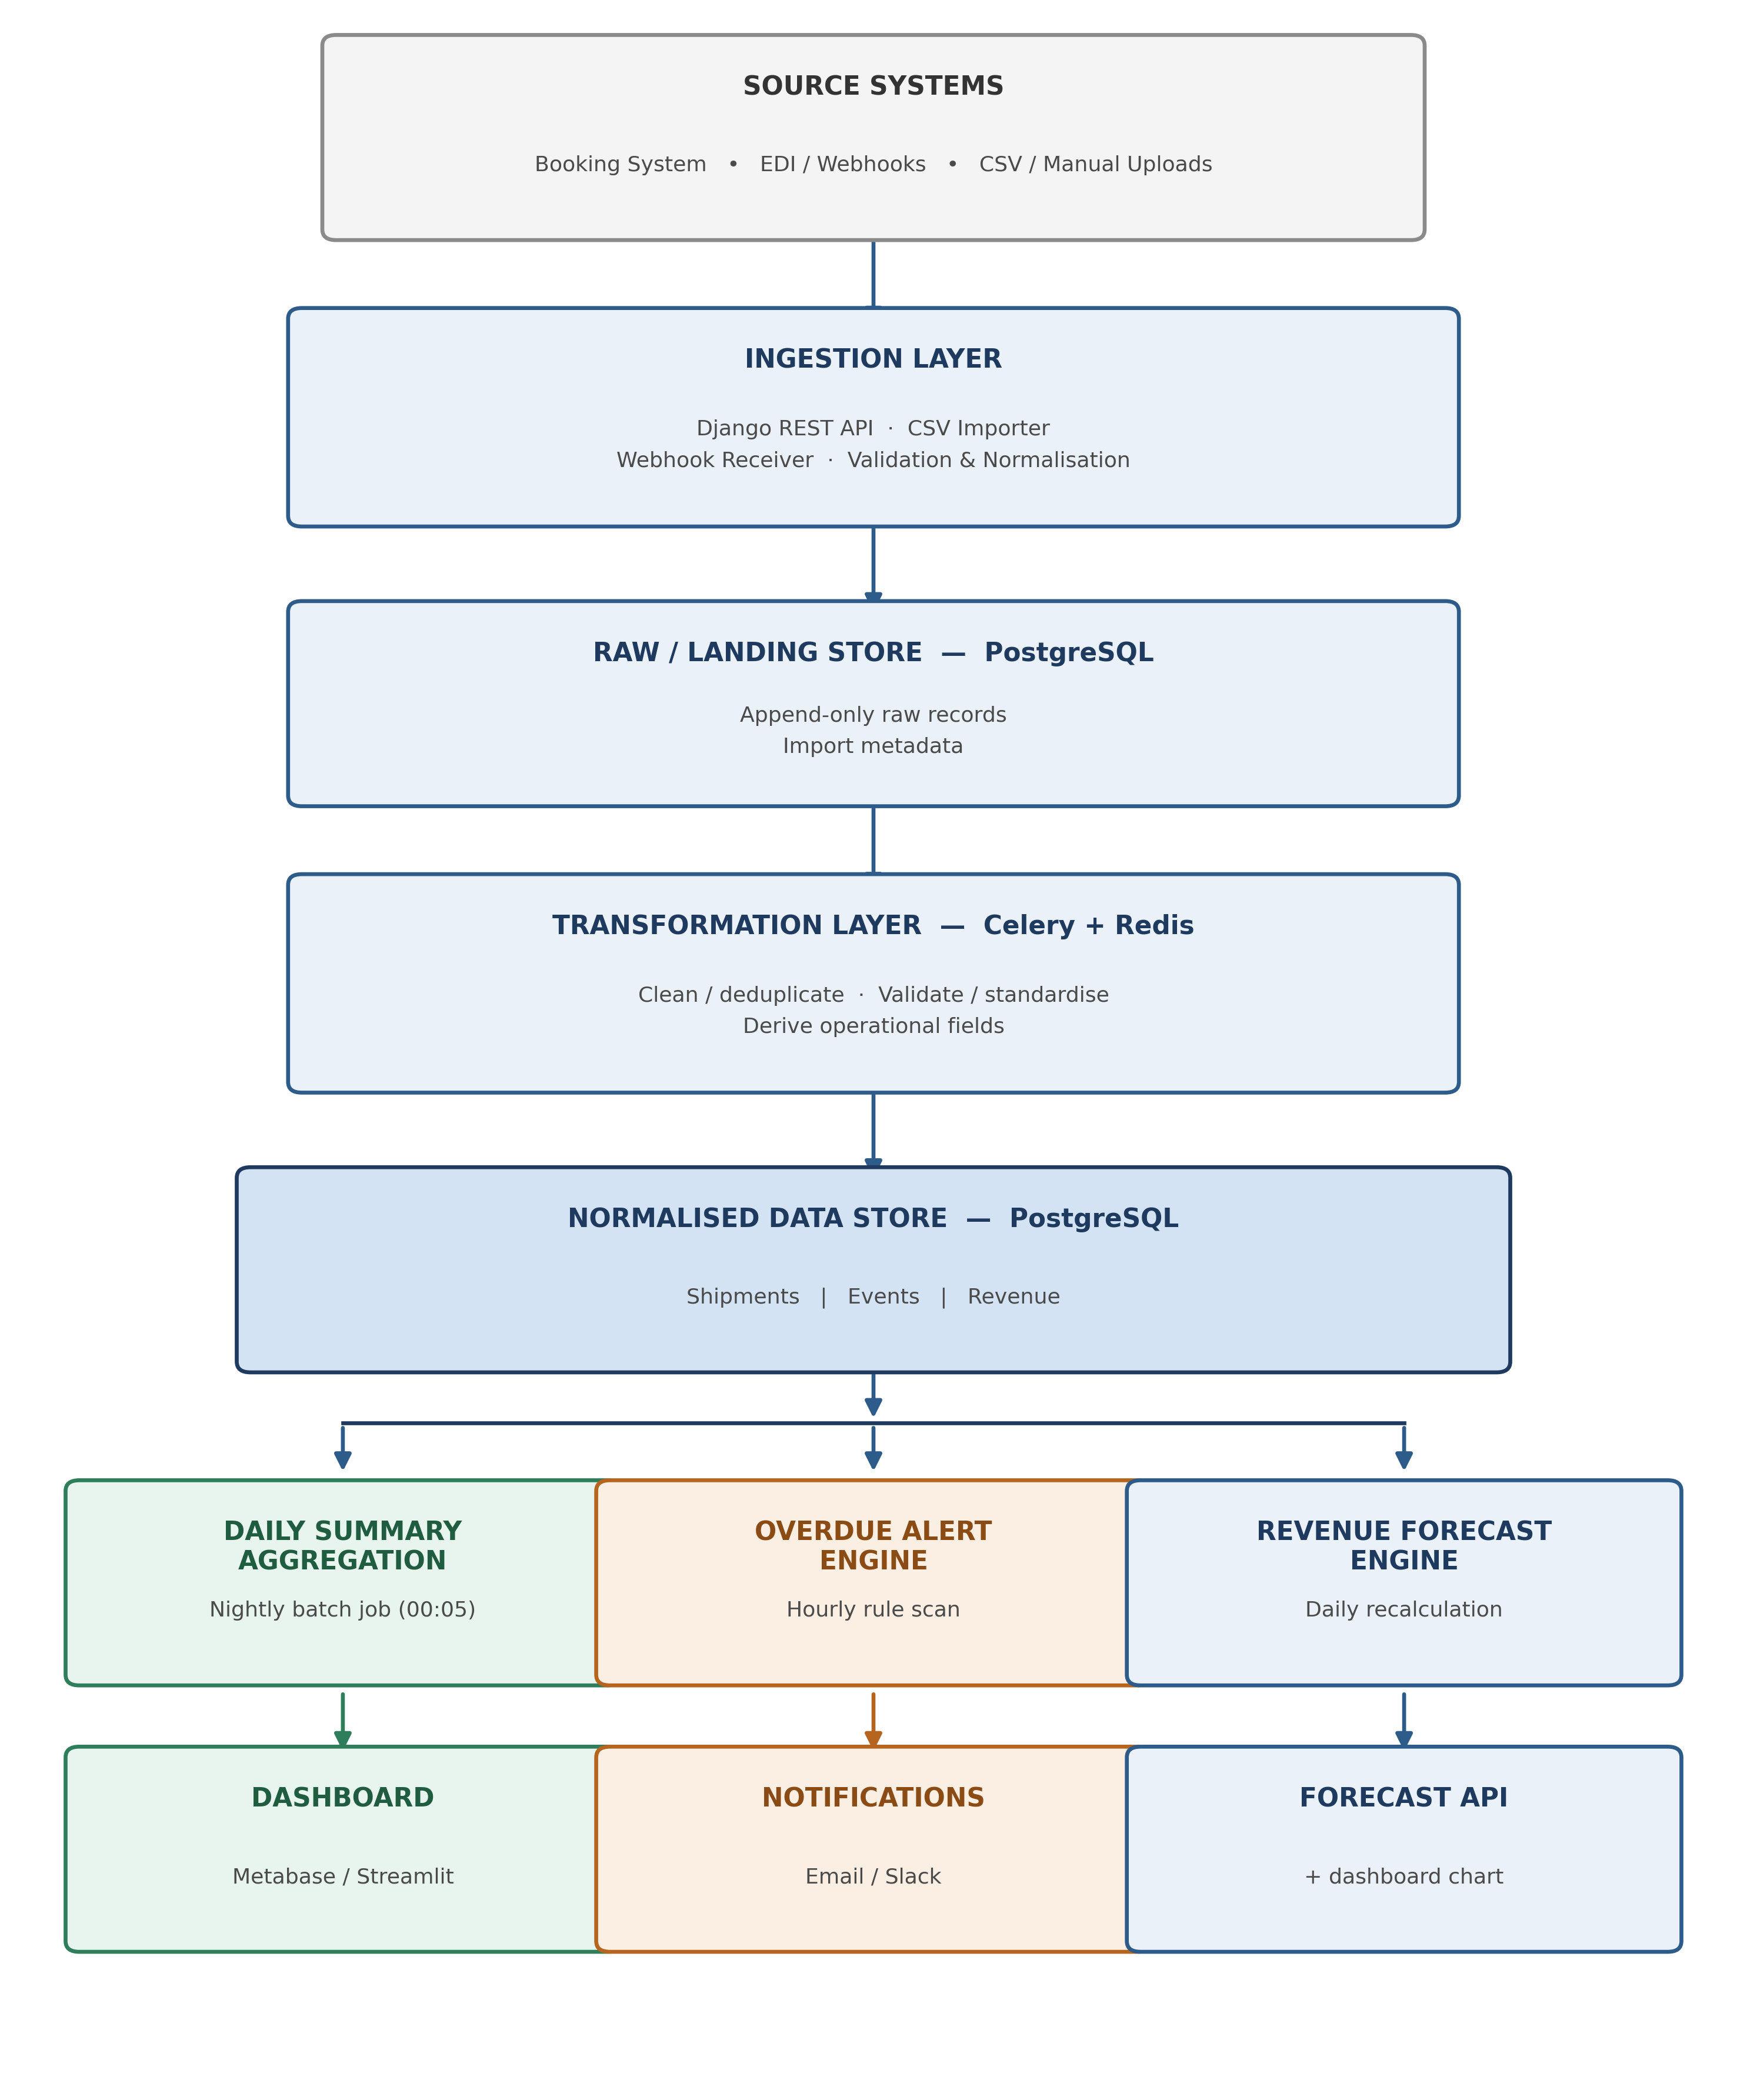 SOURCE SYSTEMS
Booking System • EDI / Webhooks • CSV / Manual Uploads
INGESTION LAYER
Django REST API · CSV Importer
Webhook Receiver · Validation & Normalisation
RAW / LANDING STORE — PostgreSQL
Append-only raw records
Import metadata
TRANSFORMATION LAYER — Celery + Redis
Clean / deduplicate · Validate / standardise
Derive operational fields
NORMALISED DATA STORE — PostgreSQL
Shipments | Events | Revenue
DAILY SUMMARY
AGGREGATION
Nightly batch job (00:05)
OVERDUE ALERT
ENGINE
Hourly rule scan
REVENUE FORECAST
ENGINE
Daily recalculation
DASHBOARD
Metabase / Streamlit
NOTIFICATIONS
Email / Slack
FORECAST API
+ dashboard chart